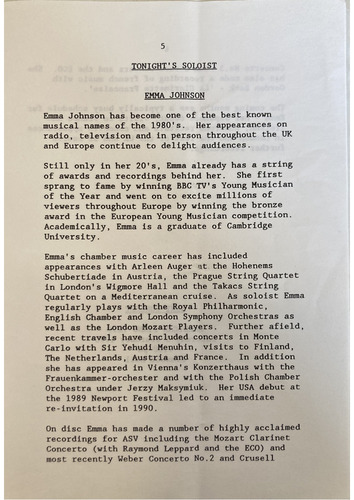 5
TONIGHT'S SOLOIST
EMMA JOHNSON
Emma Johnson has become one of the best known
musical names of the 1980's. Her appearances on
radio, television and in person throughout the UK
and Europe continue to delight audiences.
Still only in her 20's, Emma already has a string
of awards and recordings behind her. She first
sprang to fame by winning BBC TV's Young Musician
of the Year and went on to excite millions of
viewers throughout Europe by winning the bronze
award in the European Young Musician competition.
Academically, Emma is a graduate of Cambridge
University.
Emma's chamber music career has included
appearances with Arleen Auger at the Hohenems
Schubertiade in Austria, the Prague String Quartet
in London's Wigmore Hall and the Takacs String
Quartet on a Mediterranean cruise. As soloist Emma
regularly plays with the Royal Philharmonic,
English Chamber and London Symphony Orchestras as
well as the London Mozart Players. Further afield,
recent travels have included concerts in Monte
Carlo with Sir Yehudi Menuhin, visits to Finland,
The Netherlands, Austria and France. In addition
she has appeared in Vienna's Konzerthaus with the
Frauenkammer-orchester and with the Polish Chamber
Orchestra under Jerzy Maksymiuk. Her USA debut at
the 1989 Newport Festival led to an immediate
re-invitation in 1990.
On disc Emma has made a number of highly acclaimed
recordings for ASV including the Mozart Clarinet
Concerto (with Raymond Leppard and the ECO) and
most recently Weber Concerto No.2 and Crusell